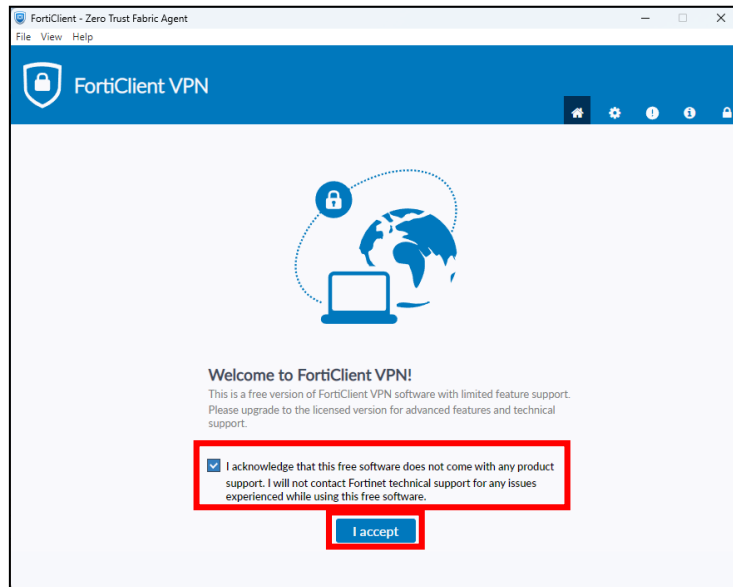 FortiClient - Zero Trust Fabric Agent
File View Help
FortiClient VPN
Welcome to FortiClient VPN!
This is a free version of FortiClient VPN software with limited feature support.
Please upgrade to the licensed version for advanced features and technical
support.
I acknowledge that this free software does not come with any product
support. I will not contact Fortinet technical support for any issues
experienced while using this free software.
I accept